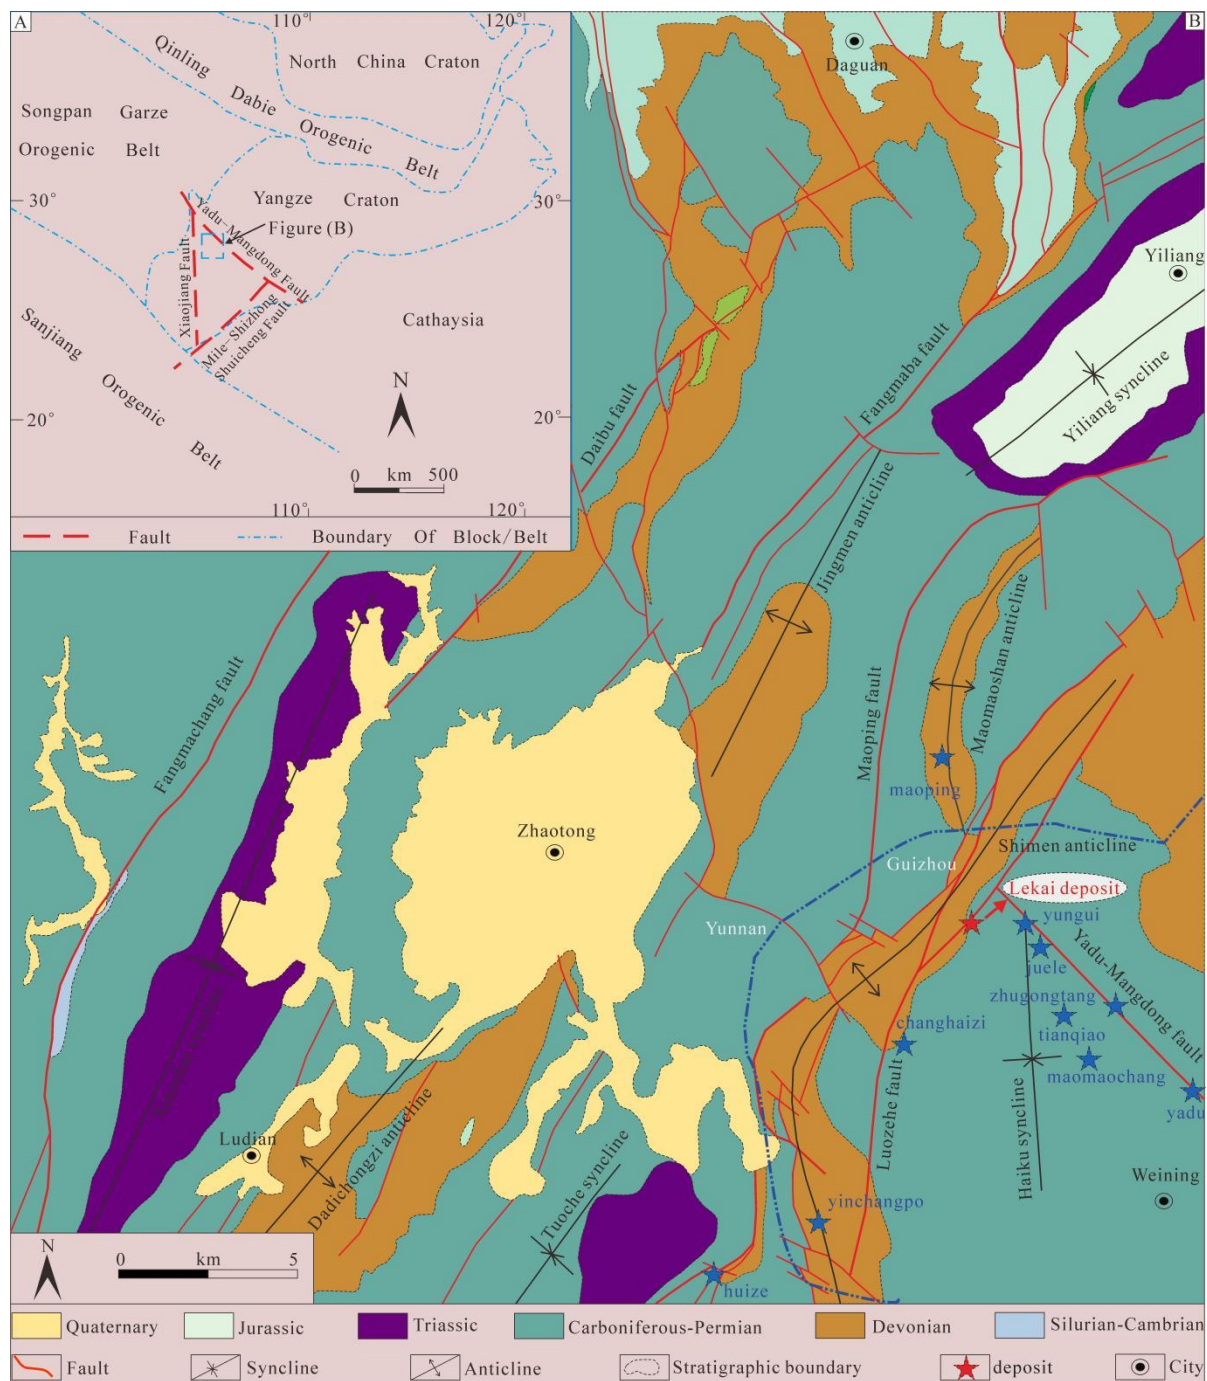 A
110°
120°
B
Qinling
Dabie
Orogenic
Belt
North China Craton
Songpan Garze
Orogenic Belt
30°
30°
Yangze Craton
Figure (B)
Yadu-Mangdong Fault
Xiaojiang Fault
Mile-Shizhong
Shuicheng Fault
Cathaysia
Sanjiang
Orogenic
Belt
20°
20°
N
0 km 500
110°
120°
Fault
Boundary Of Block/Belt
Daguan
Yiliang
Yiliang syncline
Fangmaba fault
Daibu fault
Jingmen anticline
Maomaoshan anticline
Maoping fault
Fangmachang fault
maoping
Zhaotong
Guizhou
Shimen anticline
Lekai deposit
yungui
Yunnan
juele
Yadu-Mangdong fault
zhugongtang
changhaizi
tianqiao
maomaochang
yadu
Luozehe fault
Haiku syncline
Ludian
Dadichongzi anticline
Tuoche syncline
Weining
yinchangpo
huize
N
0 km 5
Quaternary
Jurassic
Triassic
Carboniferous-Permian
Devonian
Silurian-Cambrian
Fault
Syncline
Anticline
Stratigraphic boundary
deposit
City